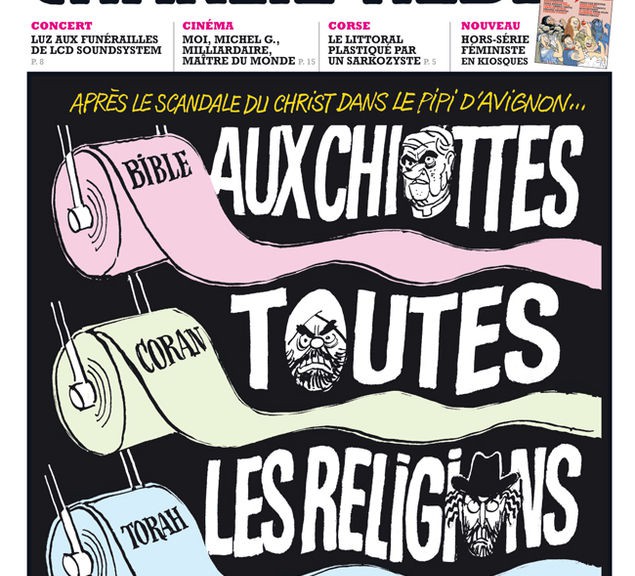 CHARLIE HEBDO
CONCERT
LUZ AUX FUNÉRAILLES
DE LCD SOUNDSYSTEM
P. 8
CINÉMA
MOI, MICHEL G.,
MILLIARDAIRE,
MAÎTRE DU MONDE P. 15
CORSE
LE LITTORAL
PLASTIQUÉ PAR
UN SARKOZYSTE P. 5
NOUVEAU
HORS-SÉRIE
FÉMINISTE
EN KIOSQUES
APRÈS LE SCANDALE DU CHRIST DANS LE PIPI D'AVIGNON...
BIBLE
AUX CHIOTTES
CORAN
TOUTES
TORAH
LES RELIGIONS